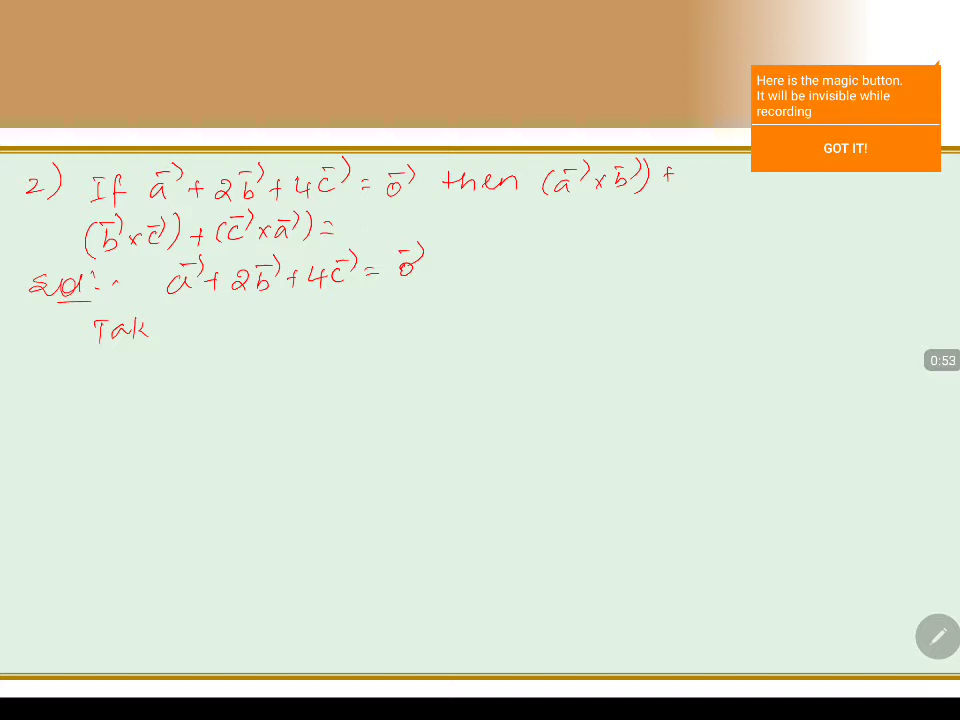 Here is the magic button.
It will be invisible while
recording
GOT IT!
2) If a⃗ + 2b⃗ + 4c⃗ = 0⃗ then (a⃗ × b⃗) +
(b⃗ × c⃗) + (c⃗ × a⃗) =
Sol:- a⃗ + 2b⃗ + 4c⃗ = 0⃗
Tak
0:53